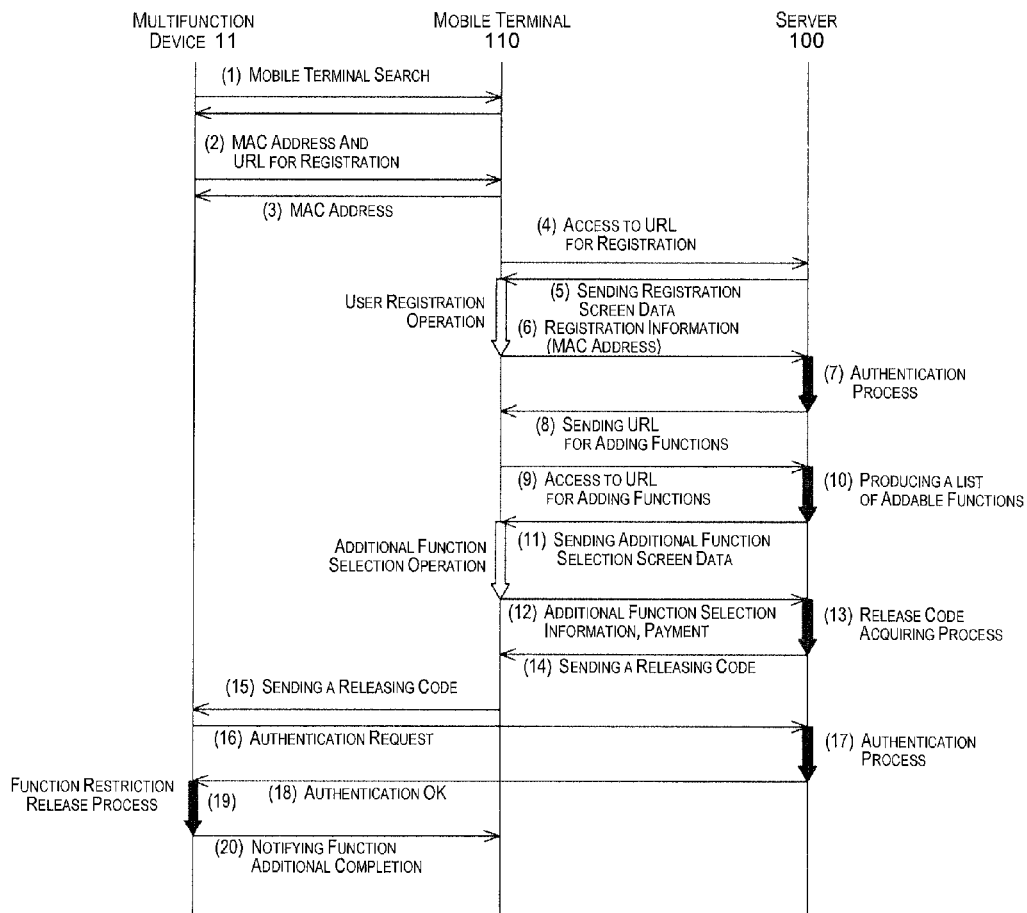 MULTIFUNCTION
DEVICE 11
MOBILE TERMINAL
110
SERVER
100
(1) MOBILE TERMINAL SEARCH
(2) MAC ADDRESS AND
URL FOR REGISTRATION
(3) MAC ADDRESS
(4) ACCESS TO URL
FOR REGISTRATION
USER REGISTRATION
OPERATION
(5) SENDING REGISTRATION
SCREEN DATA
(6) REGISTRATION INFORMATION
(MAC ADDRESS)
(7) AUTHENTICATION
PROCESS
(8) SENDING URL
FOR ADDING FUNCTIONS
(9) ACCESS TO URL
FOR ADDING FUNCTIONS
(10) PRODUCING A LIST
OF ADDABLE FUNCTIONS
ADDITIONAL FUNCTION
SELECTION OPERATION
(11) SENDING ADDITIONAL FUNCTION
SELECTION SCREEN DATA
(12) ADDITIONAL FUNCTION SELECTION
INFORMATION, PAYMENT
(13) RELEASE CODE
ACQUIRING PROCESS
(14) SENDING A RELEASING CODE
(15) SENDING A RELEASING CODE
(16) AUTHENTICATION REQUEST
(17) AUTHENTICATION
PROCESS
FUNCTION RESTRICTION
RELEASE PROCESS
(19)
(18) AUTHENTICATION OK
(20) NOTIFYING FUNCTION
ADDITIONAL COMPLETION